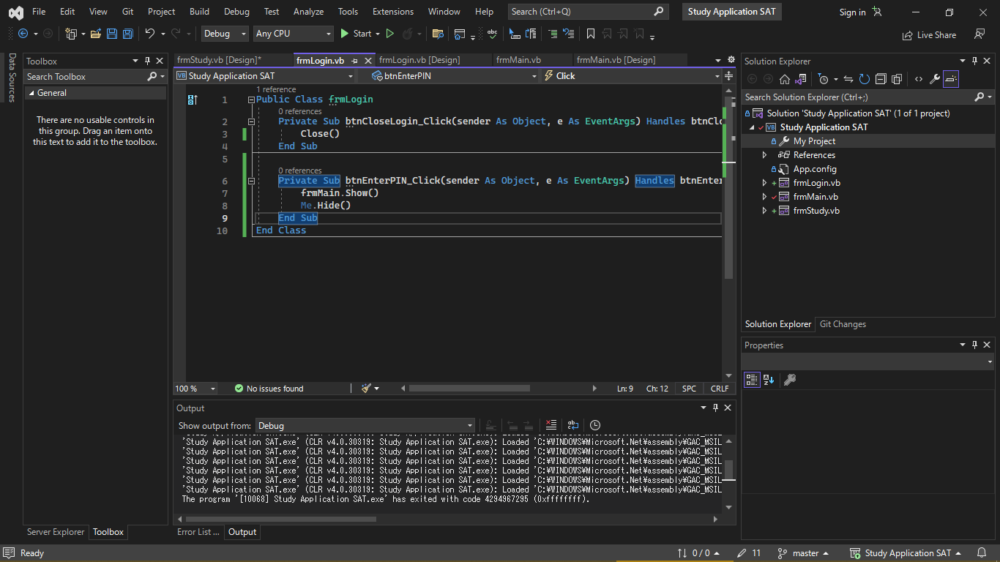 File Edit View Git Project Build Debug Test Analyze Tools Extensions Window Help Search (Ctrl+Q) Study Application SAT Sign in
Debug Any CPU Start Live Share
Data Sources
Toolbox
Search Toolbox
General
There are no usable controls in
this group. Drag an item onto
this text to add it to the toolbox.
Server Explorer Toolbox
frmStudy.vb [Design]* frmLogin.vb frmLogin.vb [Design] frmMain.vb frmMain.vb [Design]
VB Study Application SAT btnEnterPIN Click
1 reference
1 Public Class frmLogin
0 references
2 Private Sub btnCloseLogin_Click(sender As Object, e As EventArgs) Handles btnClo
3 Close()
4 End Sub
5
0 references
6 Private Sub btnEnterPIN_Click(sender As Object, e As EventArgs) Handles btnEnter
7 frmMain.Show()
8 Me.Hide()
9 End Sub
10 End Class
100 % No issues found Ln: 9 Ch: 12 SPC CRLF
Output
Show output from: Debug
'Study Application SAT.exe' (CLR v4.0.30319: Study Application SAT.exe): Loaded 'C:¥WINDOWS¥Microsoft.Net¥assembly¥GAC_MSIL
'Study Application SAT.exe' (CLR v4.0.30319: Study Application SAT.exe): Loaded 'C:¥WINDOWS¥Microsoft.Net¥assembly¥GAC_MSIL
'Study Application SAT.exe' (CLR v4.0.30319: Study Application SAT.exe): Loaded 'C:¥WINDOWS¥Microsoft.Net¥assembly¥GAC_MSIL
'Study Application SAT.exe' (CLR v4.0.30319: Study Application SAT.exe): Loaded 'C:¥WINDOWS¥Microsoft.Net¥assembly¥GAC_MSIL
'Study Application SAT.exe' (CLR v4.0.30319: Study Application SAT.exe): Loaded 'C:¥WINDOWS¥Microsoft.Net¥assembly¥GAC_MSIL
'Study Application SAT.exe' (CLR v4.0.30319: Study Application SAT.exe): Loaded 'C:¥WINDOWS¥Microsoft.Net¥assembly¥GAC_MSIL
The program '[10068] Study Application SAT.exe' has exited with code 4294967295 (0xffffffff).
Error List ... Output
Solution Explorer
Search Solution Explorer (Ctrl+;)
Solution 'Study Application SAT' (1 of 1 project)
VB Study Application SAT
My Project
References
App.config
frmLogin.vb
frmMain.vb
frmStudy.vb
Solution Explorer Git Changes
Properties
Ready 0 / 0 11 master Study Application SAT